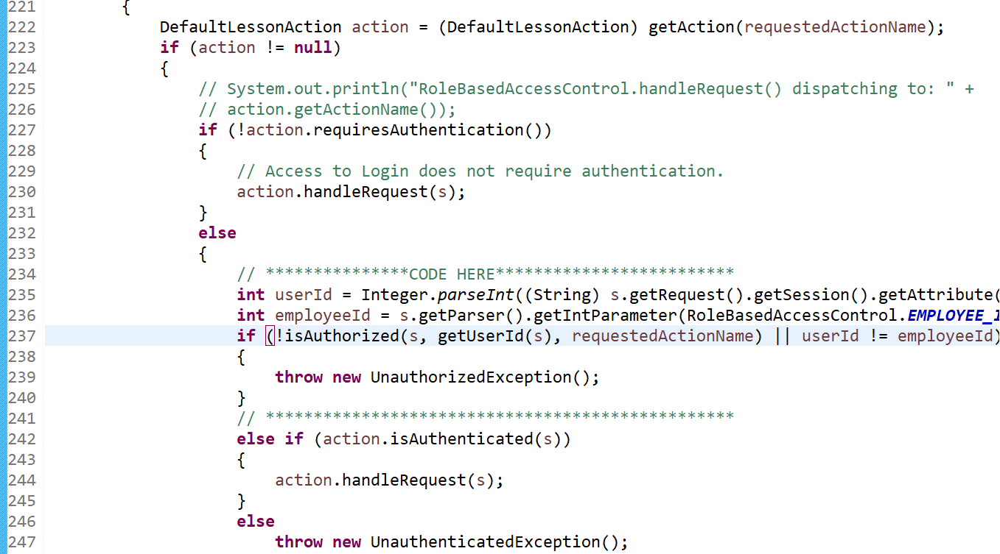 221 {
222 DefaultLessonAction action = (DefaultLessonAction) getAction(requestedActionName);
223 if (action != null)
224 {
225 // System.out.println("RoleBasedAccessControl.handleRequest() dispatching to: " +
226 // action.getActionName());
227 if (!action.requiresAuthentication())
228 {
229 // Access to Login does not require authentication.
230 action.handleRequest(s);
231 }
232 else
233 {
234 // ***************CODE HERE*************************
235 int userId = Integer.parseInt((String) s.getRequest().getSession().getAttribute(
236 int employeeId = s.getParser().getIntParameter(RoleBasedAccessControl.EMPLOYEE_I
237 if (!isAuthorized(s, getUserId(s), requestedActionName) || userId != employeeId)
238 {
239 throw new UnauthorizedException();
240 }
241 // *************************************************
242 else if (action.isAuthenticated(s))
243 {
244 action.handleRequest(s);
245 }
246 else
247 throw new UnauthenticatedException();